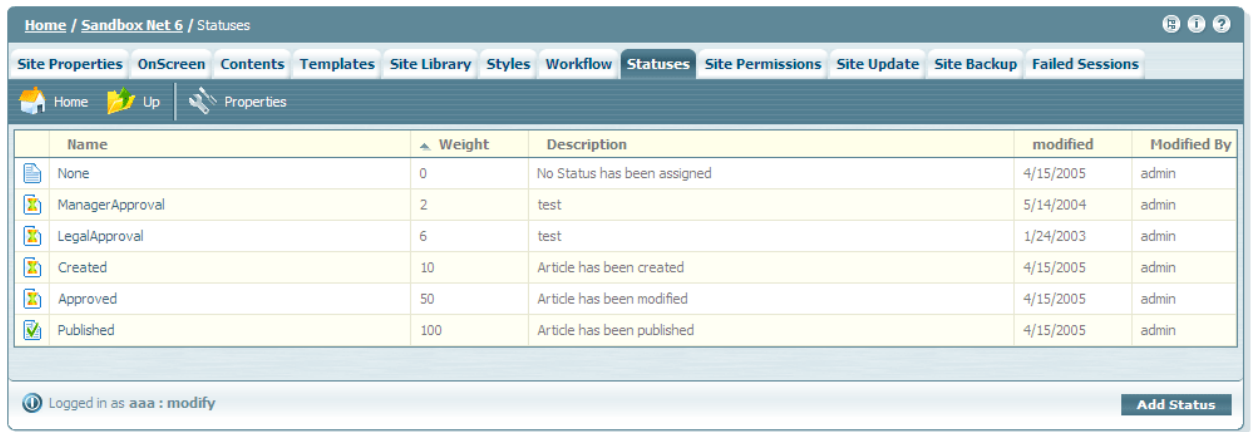 Home / Sandbox Net 6 / Statuses
Site Properties OnScreen Contents Templates Site Library Styles Workflow Statuses Site Permissions Site Update Site Backup Failed Sessions
Home Up Properties
Name Weight Description modified Modified By
None 0 No Status has been assigned 4/15/2005 admin
ManagerApproval 2 test 5/14/2004 admin
LegalApproval 6 test 1/24/2003 admin
Created 10 Article has been created 4/15/2005 admin
Approved 50 Article has been modified 4/15/2005 admin
Published 100 Article has been published 4/15/2005 admin
Logged in as aaa : modify Add Status